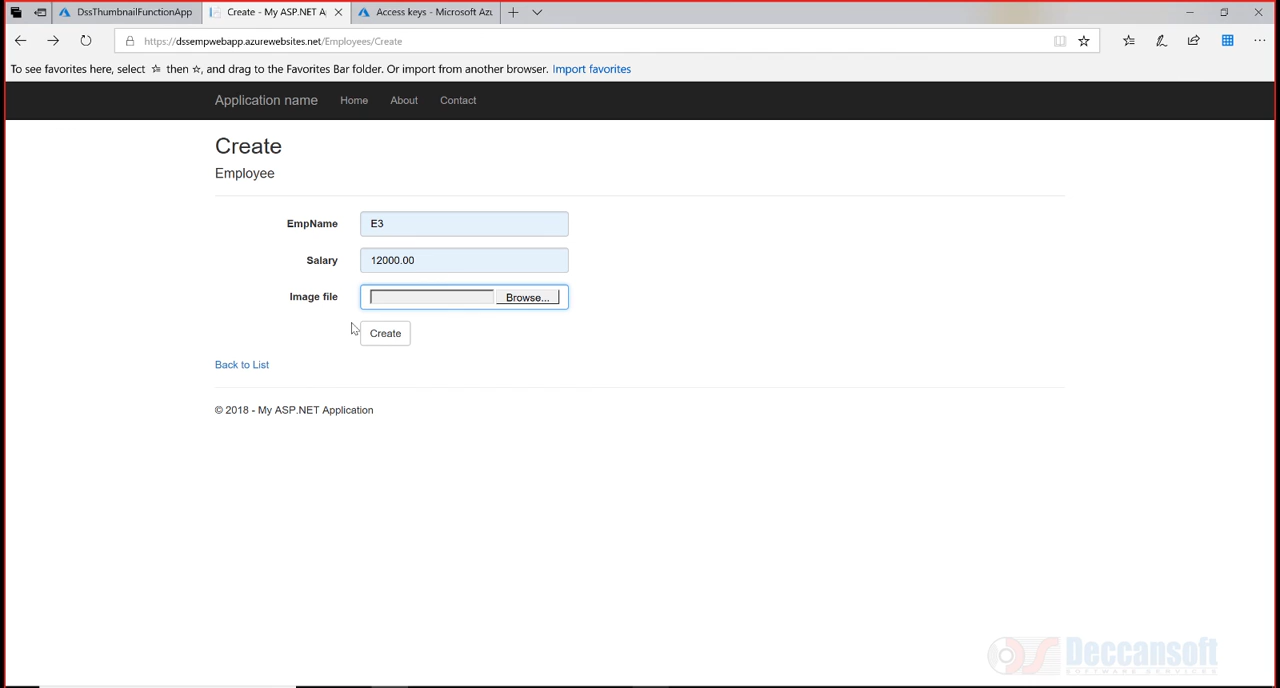 DssThumbnailFunctionApp
Create - My ASP.NET A
Access keys - Microsoft Azu
https://dssempwebapp.azurewebsites.net/Employees/Create
To see favorites here, select ☆ then ☆, and drag to the Favorites Bar folder. Or import from another browser. Import favorites
Application name Home About Contact
Create
Employee
EmpName E3
Salary 12000.00
Image file Browse...
Create
Back to List
© 2018 - My ASP.NET Application
Deccansoft
SOFTWARE SERVICES